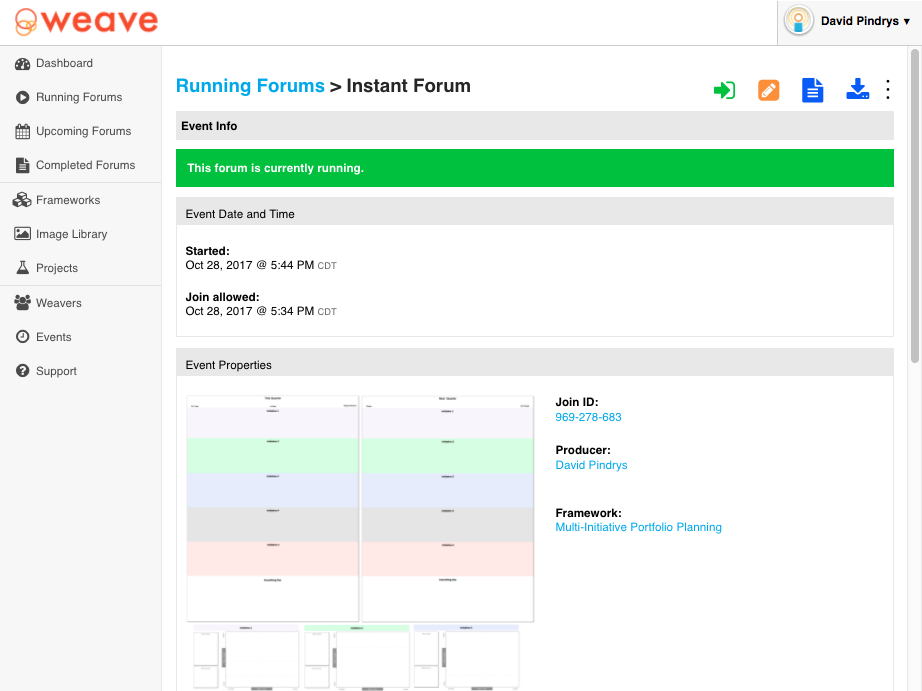 weave
David Pindrys ▾
Dashboard
Running Forums
Upcoming Forums
Completed Forums
Frameworks
Image Library
Projects
Weavers
Events
Support
Running Forums > Instant Forum
Event Info
This forum is currently running.
Event Date and Time
Started:
Oct 28, 2017 @ 5:44 PM CDT
Join allowed:
Oct 28, 2017 @ 5:34 PM CDT
Event Properties
Join ID:
969-278-683
Producer:
David Pindrys
Framework:
Multi-Initiative Portfolio Planning